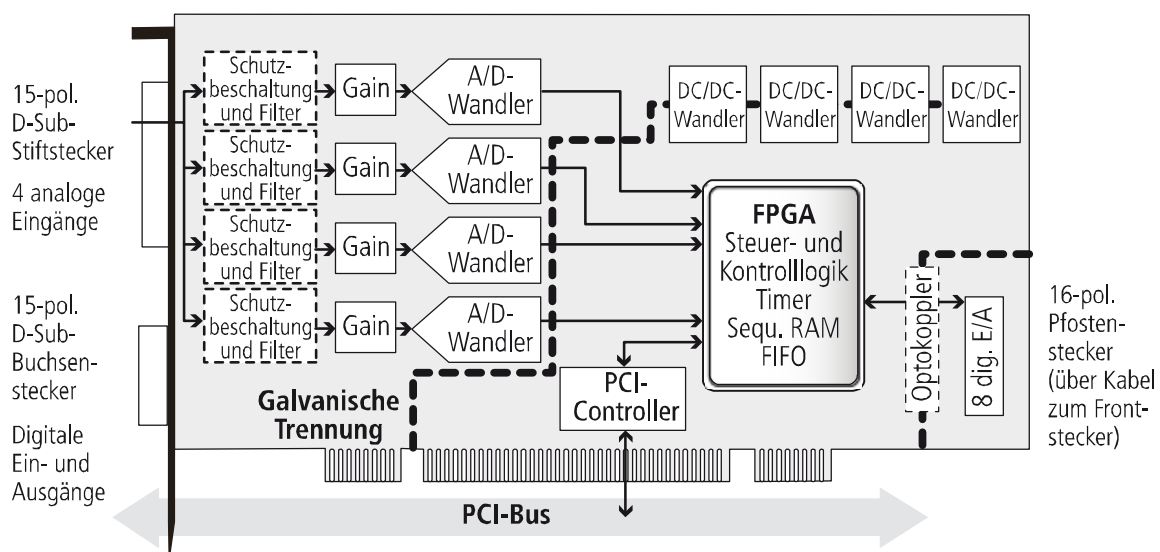 15-pol.
D-Sub-
Stiftstecker
4 analoge
Eingänge
15-pol.
D-Sub-
Buchsen-
stecker
Digitale
Ein- und
Ausgänge
Schutz-
beschaltung
und Filter
Gain
A/D-
Wandler
Schutz-
beschaltung
und Filter
Gain
A/D-
Wandler
Schutz-
beschaltung
und Filter
Gain
A/D-
Wandler
Schutz-
beschaltung
und Filter
Gain
A/D-
Wandler
DC/DC-
Wandler
DC/DC-
Wandler
DC/DC-
Wandler
DC/DC-
Wandler
FPGA
Steuer- und
Kontrolllogik
Timer
Sequ. RAM
FIFO
Galvanische
Trennung
PCI-
Controller
Optokoppler
8 dig. E/A
16-pol.
Pfosten-
stecker
(über Kabel
zum Front-
stecker)
PCI-Bus